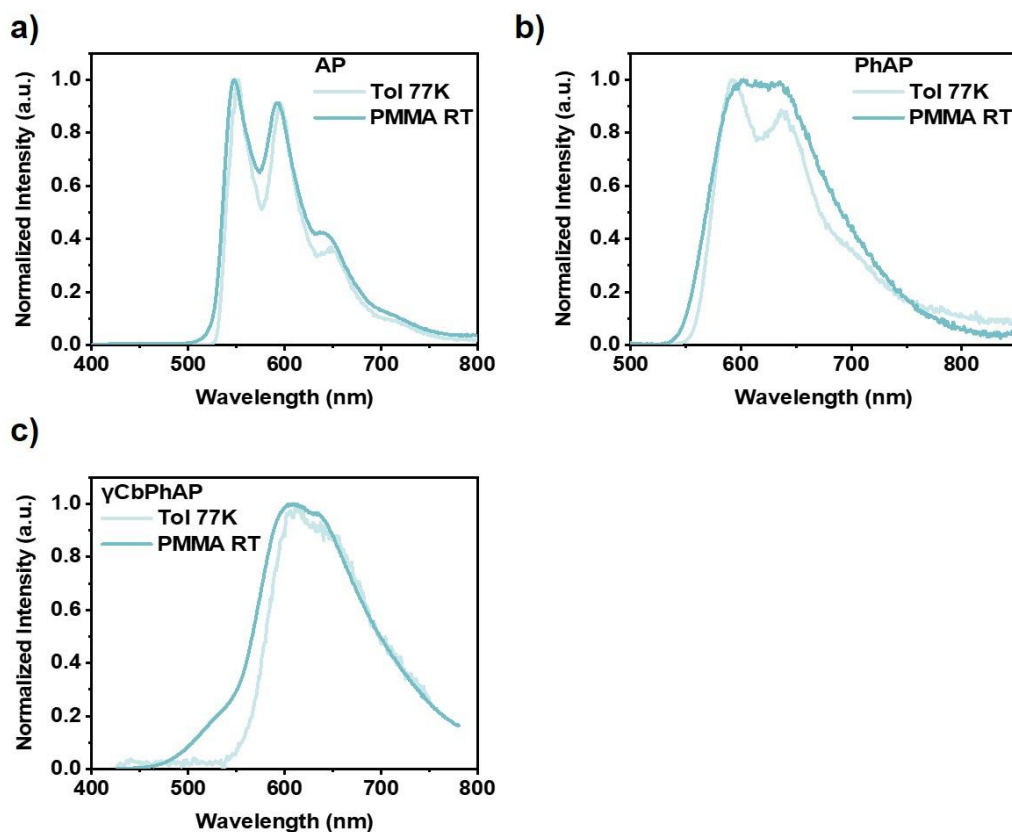 a)
AP
Tol 77K
PMMA RT
1.0
0.8
0.6
0.4
0.2
0.0
Normalized Intensity (a.u.)
400 500 600 700 800
Wavelength (nm)
b)
PhAP
Tol 77K
PMMA RT
1.0
0.8
0.6
0.4
0.2
0.0
Normalized Intensity (a.u.)
500 600 700 800
Wavelength (nm)
c)
γCbPhAP
Tol 77K
PMMA RT
1.0
0.8
0.6
0.4
0.2
0.0
Normalized Intensity (a.u.)
400 500 600 700 800
Wavelength (nm)